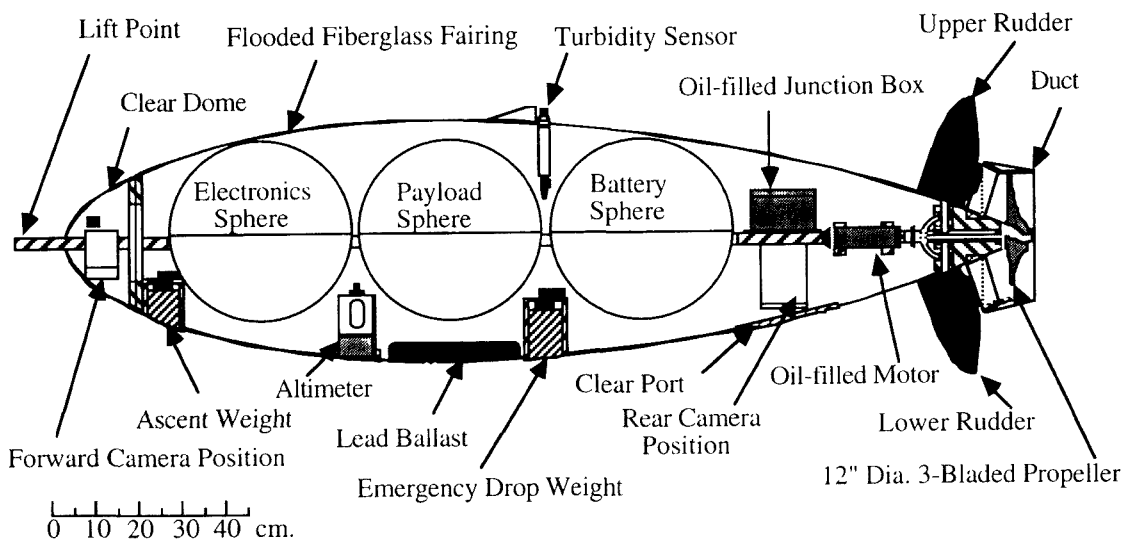 Lift Point
Flooded Fiberglass Fairing
Turbidity Sensor
Upper Rudder
Oil-filled Junction Box
Duct
Clear Dome
Electronics
Sphere
Payload
Sphere
Battery
Sphere
Altimeter
Clear Port
Oil-filled Motor
Ascent Weight
Lead Ballast
Rear Camera
Position
Lower Rudder
Forward Camera Position
Emergency Drop Weight
12" Dia. 3-Bladed Propeller
0 10 20 30 40 cm.